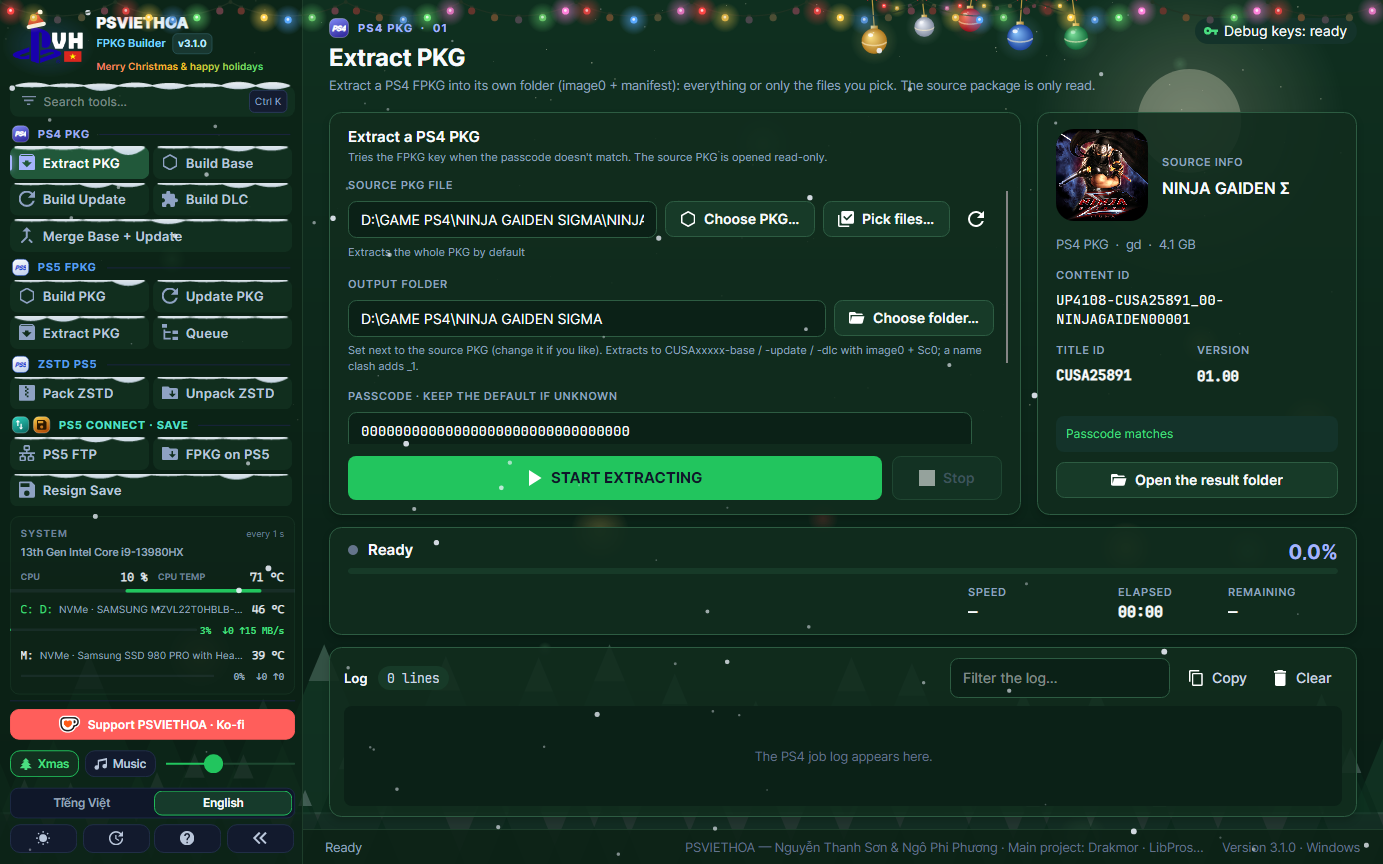 PSVIETHOA
VH
FPKG Builder
v3.1.0
Merry Christmas & happy holidays
Search tools...
Ctrl K
PS4 PKG
Extract PKG
Build Base
Build Update
Build DLC
Merge Base + Update
PS5 FPKG
Build PKG
Update PKG
Extract PKG
Queue
ZSTD PS5
Pack ZSTD
Unpack ZSTD
PS5 CONNECT · SAVE
PS5 FTP
FPKG on PS5
Resign Save
SYSTEM
every 1 s
13th Gen Intel Core i9-13980HX
CPU 10 % CPU TEMP 71 °C
C: D: NVMe · SAMSUNG MZVL22T0HBLB-... 46 °C
3% ↓0 ↑15 MB/s
M: NVMe · Samsung SSD 980 PRO with Hea... 39 °C
0% ↓0 ↑0
Support PSVIETHOA · Ko-fi
Xmas
Music
Tiếng Việt
English
PS4 PKG · 01
Debug keys: ready
Extract PKG
Extract a PS4 FPKG into its own folder (image0 + manifest): everything or only the files you pick. The source package is only read.
Extract a PS4 PKG
Tries the FPKG key when the passcode doesn't match. The source PKG is opened read-only.
SOURCE PKG FILE
D:\GAME PS4\NINJA GAIDEN SIGMA\NINJA
Choose PKG...
Pick files...
Extracts the whole PKG by default
OUTPUT FOLDER
D:\GAME PS4\NINJA GAIDEN SIGMA
Choose folder...
Set next to the source PKG (change it if you like). Extracts to CUSAxxxxx-base / -update / -dlc with image0 + Sc0; a name
clash adds _1.
PASSCODE · KEEP THE DEFAULT IF UNKNOWN
00000000000000000000000000000000
START EXTRACTING
Stop
SOURCE INFO
NINJA GAIDEN Σ
PS4 PKG · gd · 4.1 GB
CONTENT ID
UP4108-CUSA25891_00-
NINJAGAIDEN00001
TITLE ID
VERSION
CUSA25891
01.00
Passcode matches
Open the result folder
Ready
0.0%
SPEED
ELAPSED
REMAINING
—
00:00
—
Log
0 lines
Filter the log...
Copy
Clear
The PS4 job log appears here.
Ready
PSVIETHOA — Nguyễn Thanh Sơn & Ngô Phi Phương · Main project: Drakmor · LibPros...
Version 3.1.0 · Windows